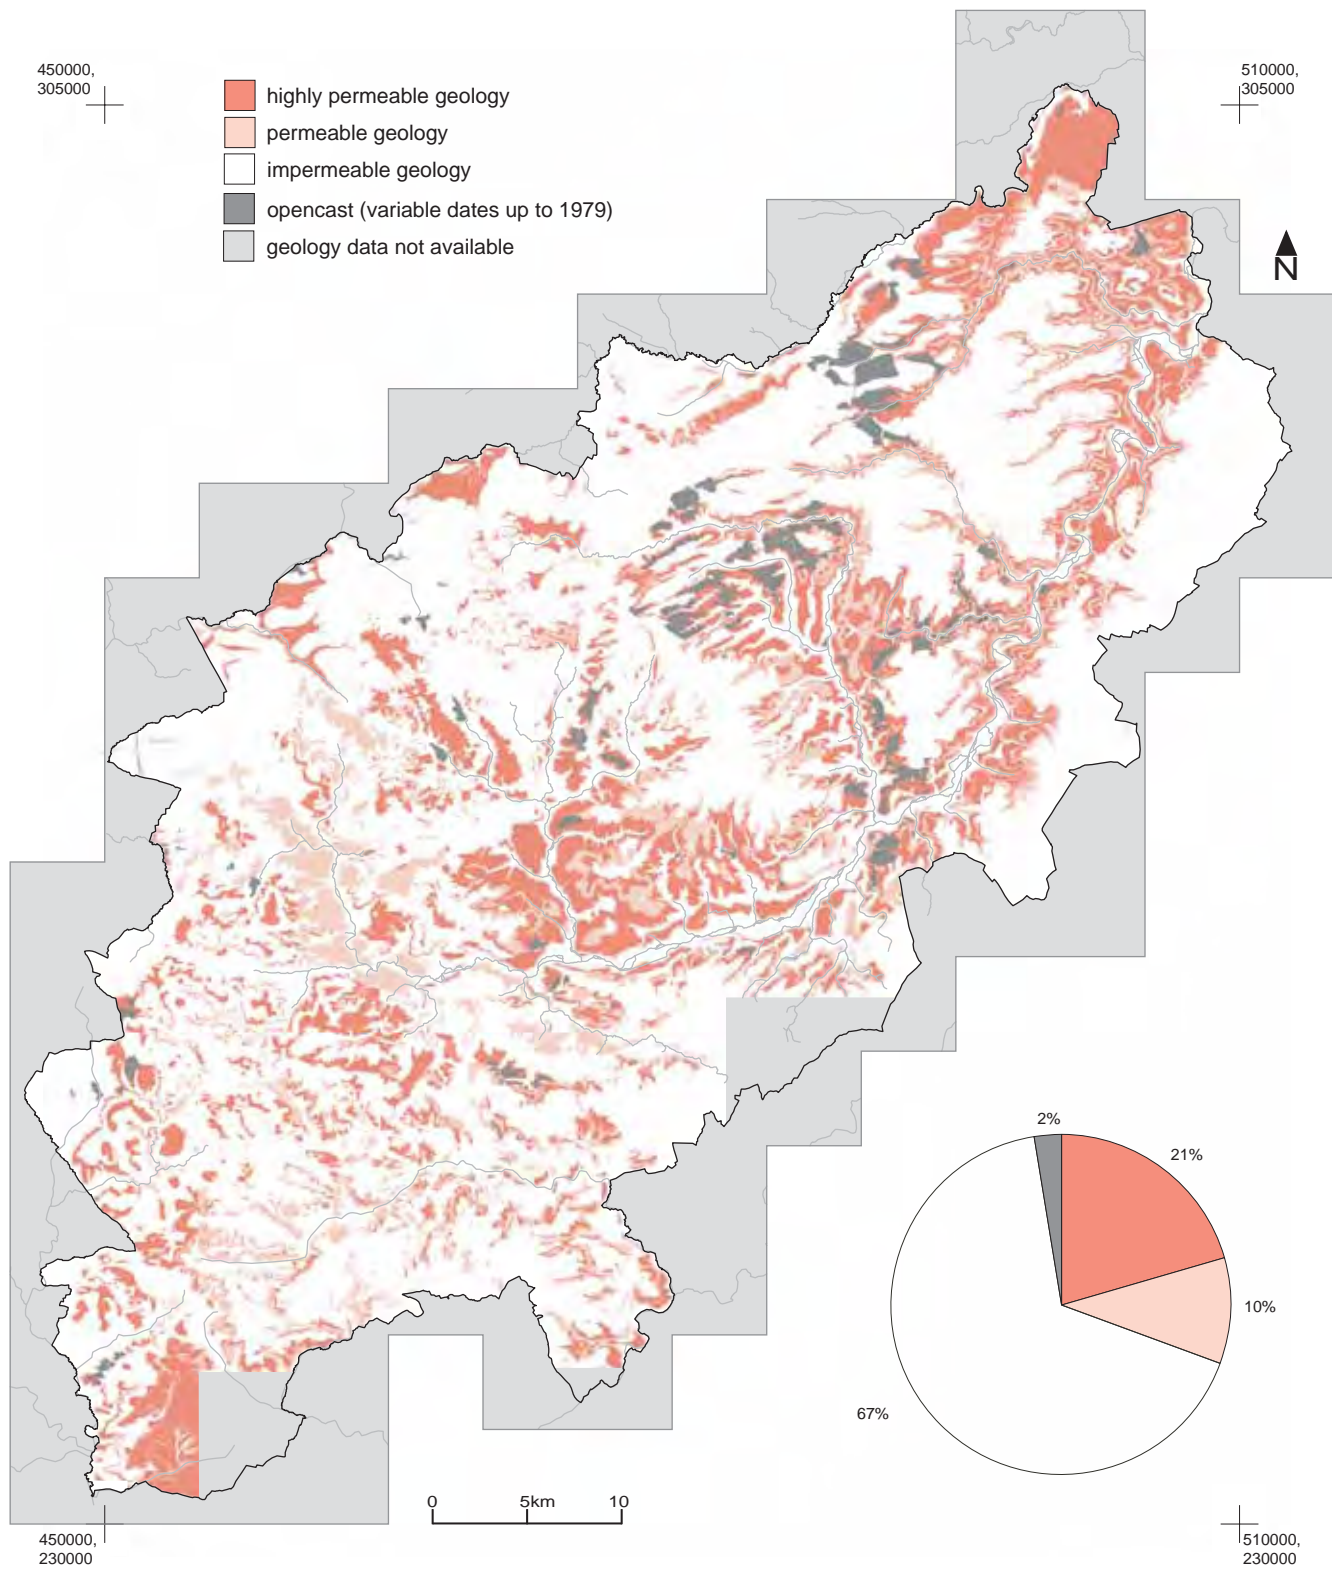 450000,
305000
510000,
305000
highly permeable geology
permeable geology
impermeable geology
opencast (variable dates up to 1979)
geology data not available
N
2%
21%
10%
67%
0 5km 10
450000,
230000
510000,
230000